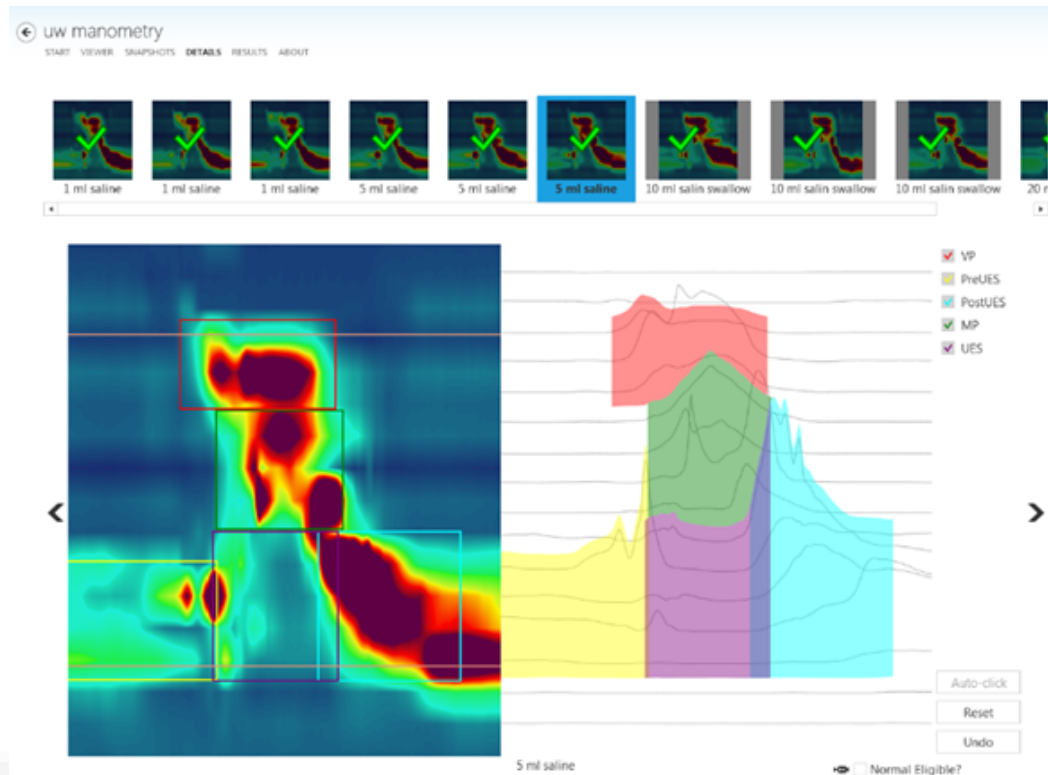 uw manometry
START VIEWER SNAPSHOTS DETAILS RESULTS ABOUT
1 ml saline 1 ml saline 1 ml saline 5 ml saline 5 ml saline 5 ml saline 10 ml salin swallow 10 ml salin swallow 10 ml salin swallow 20 m
VP
PreUES
PostUES
MP
UES
Auto-click
Reset
Undo
5 ml saline
Normal Eligible?